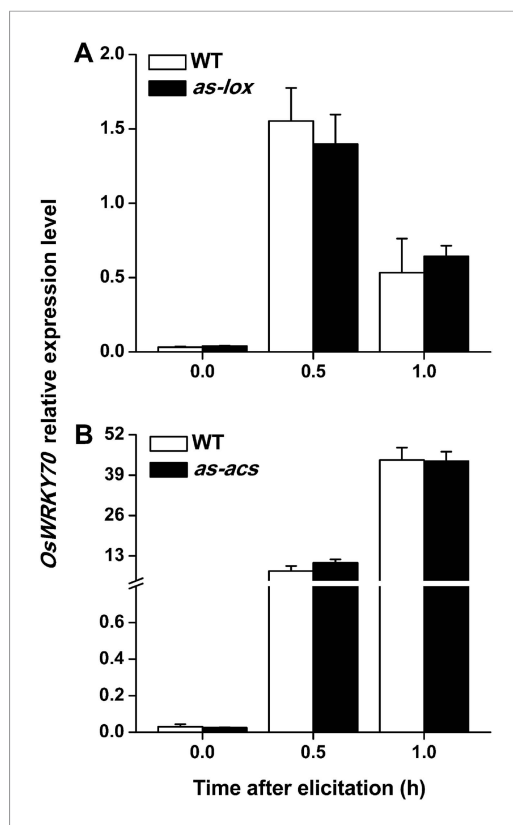 OsWRKY70 relative expression level
A
WT
as-lox
2.0
1.5
1.0
0.5
0.0
0.0 0.5 1.0
B
WT
as-acs
52
39
26
13
0.6
0.4
0.2
0.0
0.0 0.5 1.0
Time after elicitation (h)